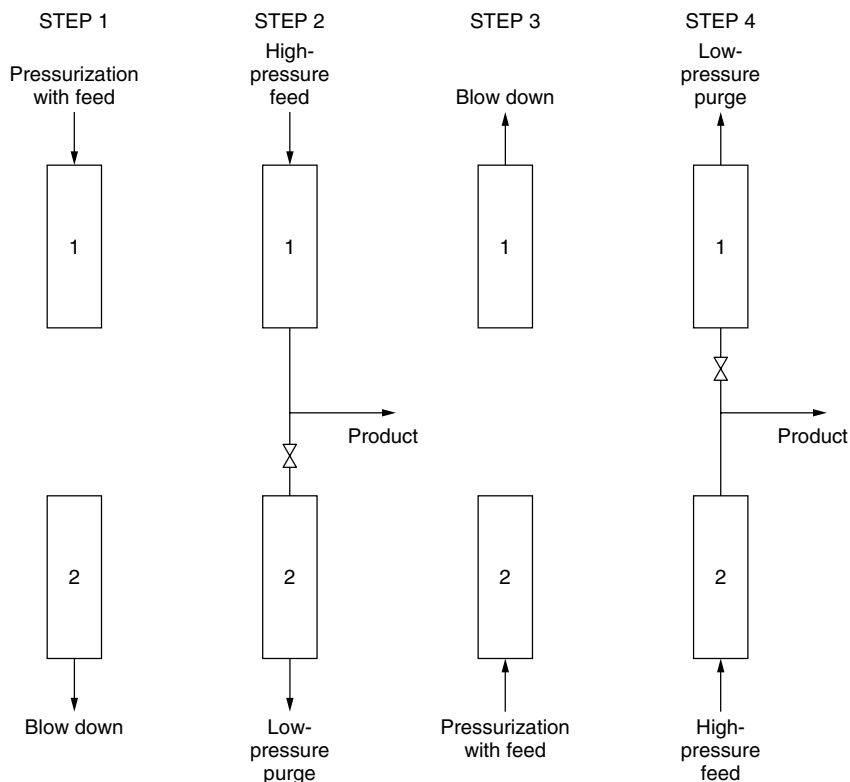 STEP 1
STEP 2
STEP 3
STEP 4
Pressurization
with feed
High-
pressure
feed
Blow down
Low-
pressure
purge
1
1
1
1
Product
Product
2
2
2
2
Blow down
Low-
pressure
purge
Pressurization
with feed
High-
pressure
feed